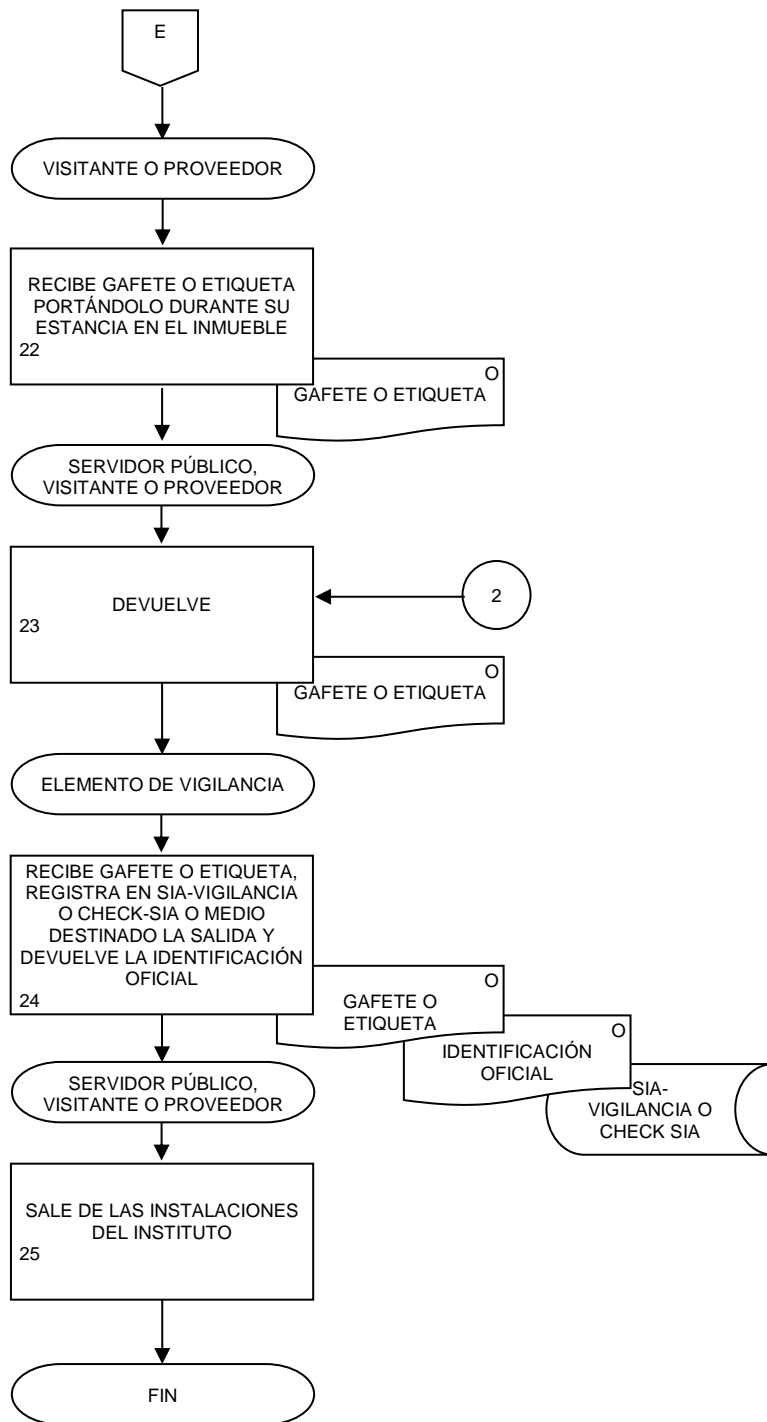 E
VISITANTE O PROVEEDOR
RECIBE GAFETE O ETIQUETA
PORTÁNDOLO DURANTE SU
ESTANCIA EN EL INMUEBLE
22
O
GAFETE O ETIQUETA
SERVIDOR PÚBLICO,
VISITANTE O PROVEEDOR
DEVUELVE
23
2
O
GAFETE O ETIQUETA
ELEMENTO DE VIGILANCIA
RECIBE GAFETE O ETIQUETA,
REGISTRA EN SIA-VIGILANCIA
O CHECK-SIA O MEDIO
DESTINADO LA SALIDA Y
DEVUELVE LA IDENTIFICACIÓN
OFICIAL
24
O
GAFETE O
ETIQUETA
O
IDENTIFICACIÓN
OFICIAL
SIA-
VIGILANCIA O
CHECK SIA
SERVIDOR PÚBLICO,
VISITANTE O PROVEEDOR
SALE DE LAS INSTALACIONES
DEL INSTITUTO
25
FIN